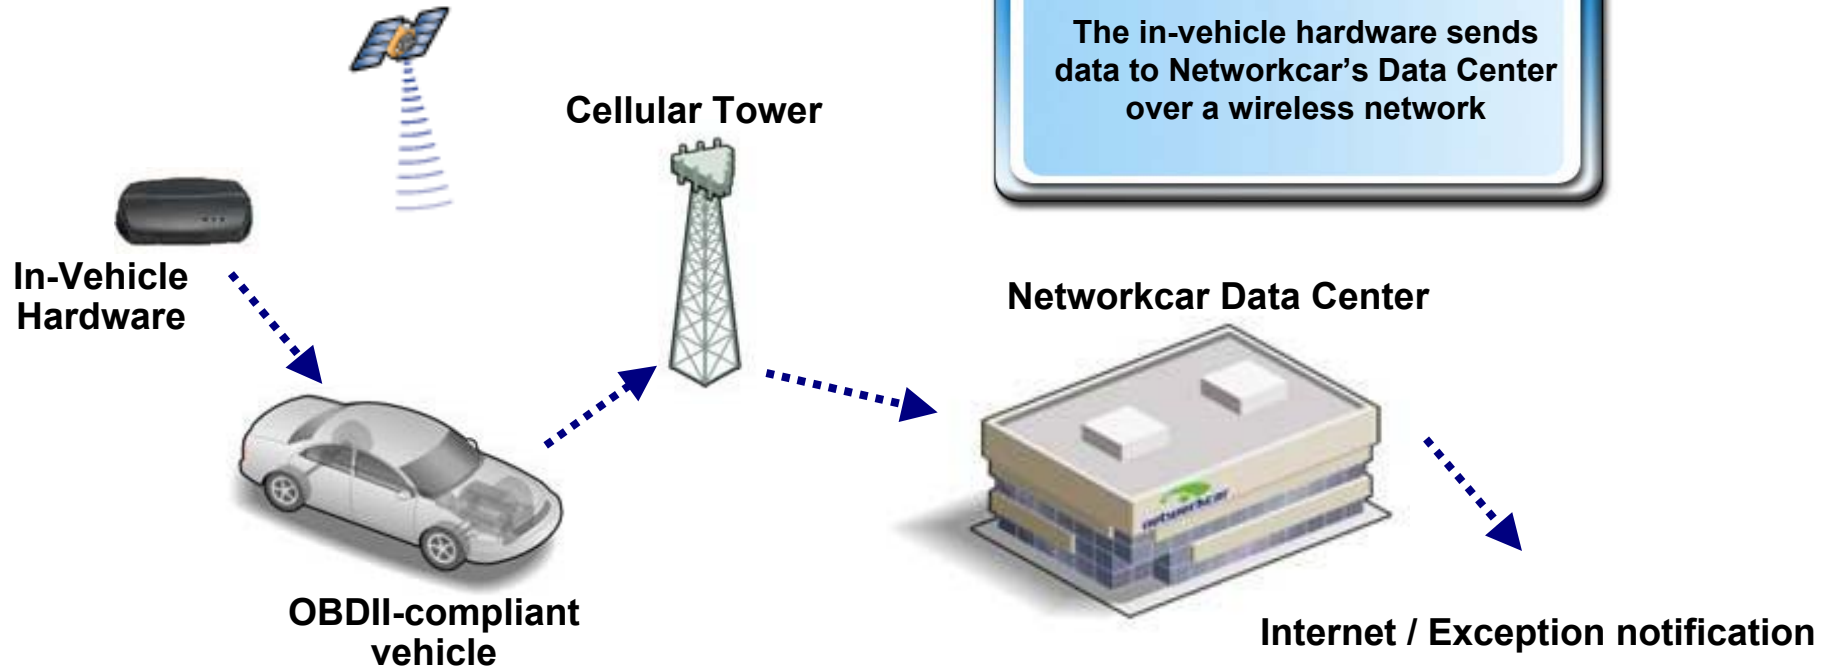 The in-vehicle hardware sends
data to Networkcar’s Data Center
over a wireless network
Cellular Tower
In-Vehicle
Hardware
Networkcar Data Center
networkcar
OBDII-compliant
vehicle
Internet / Exception notification